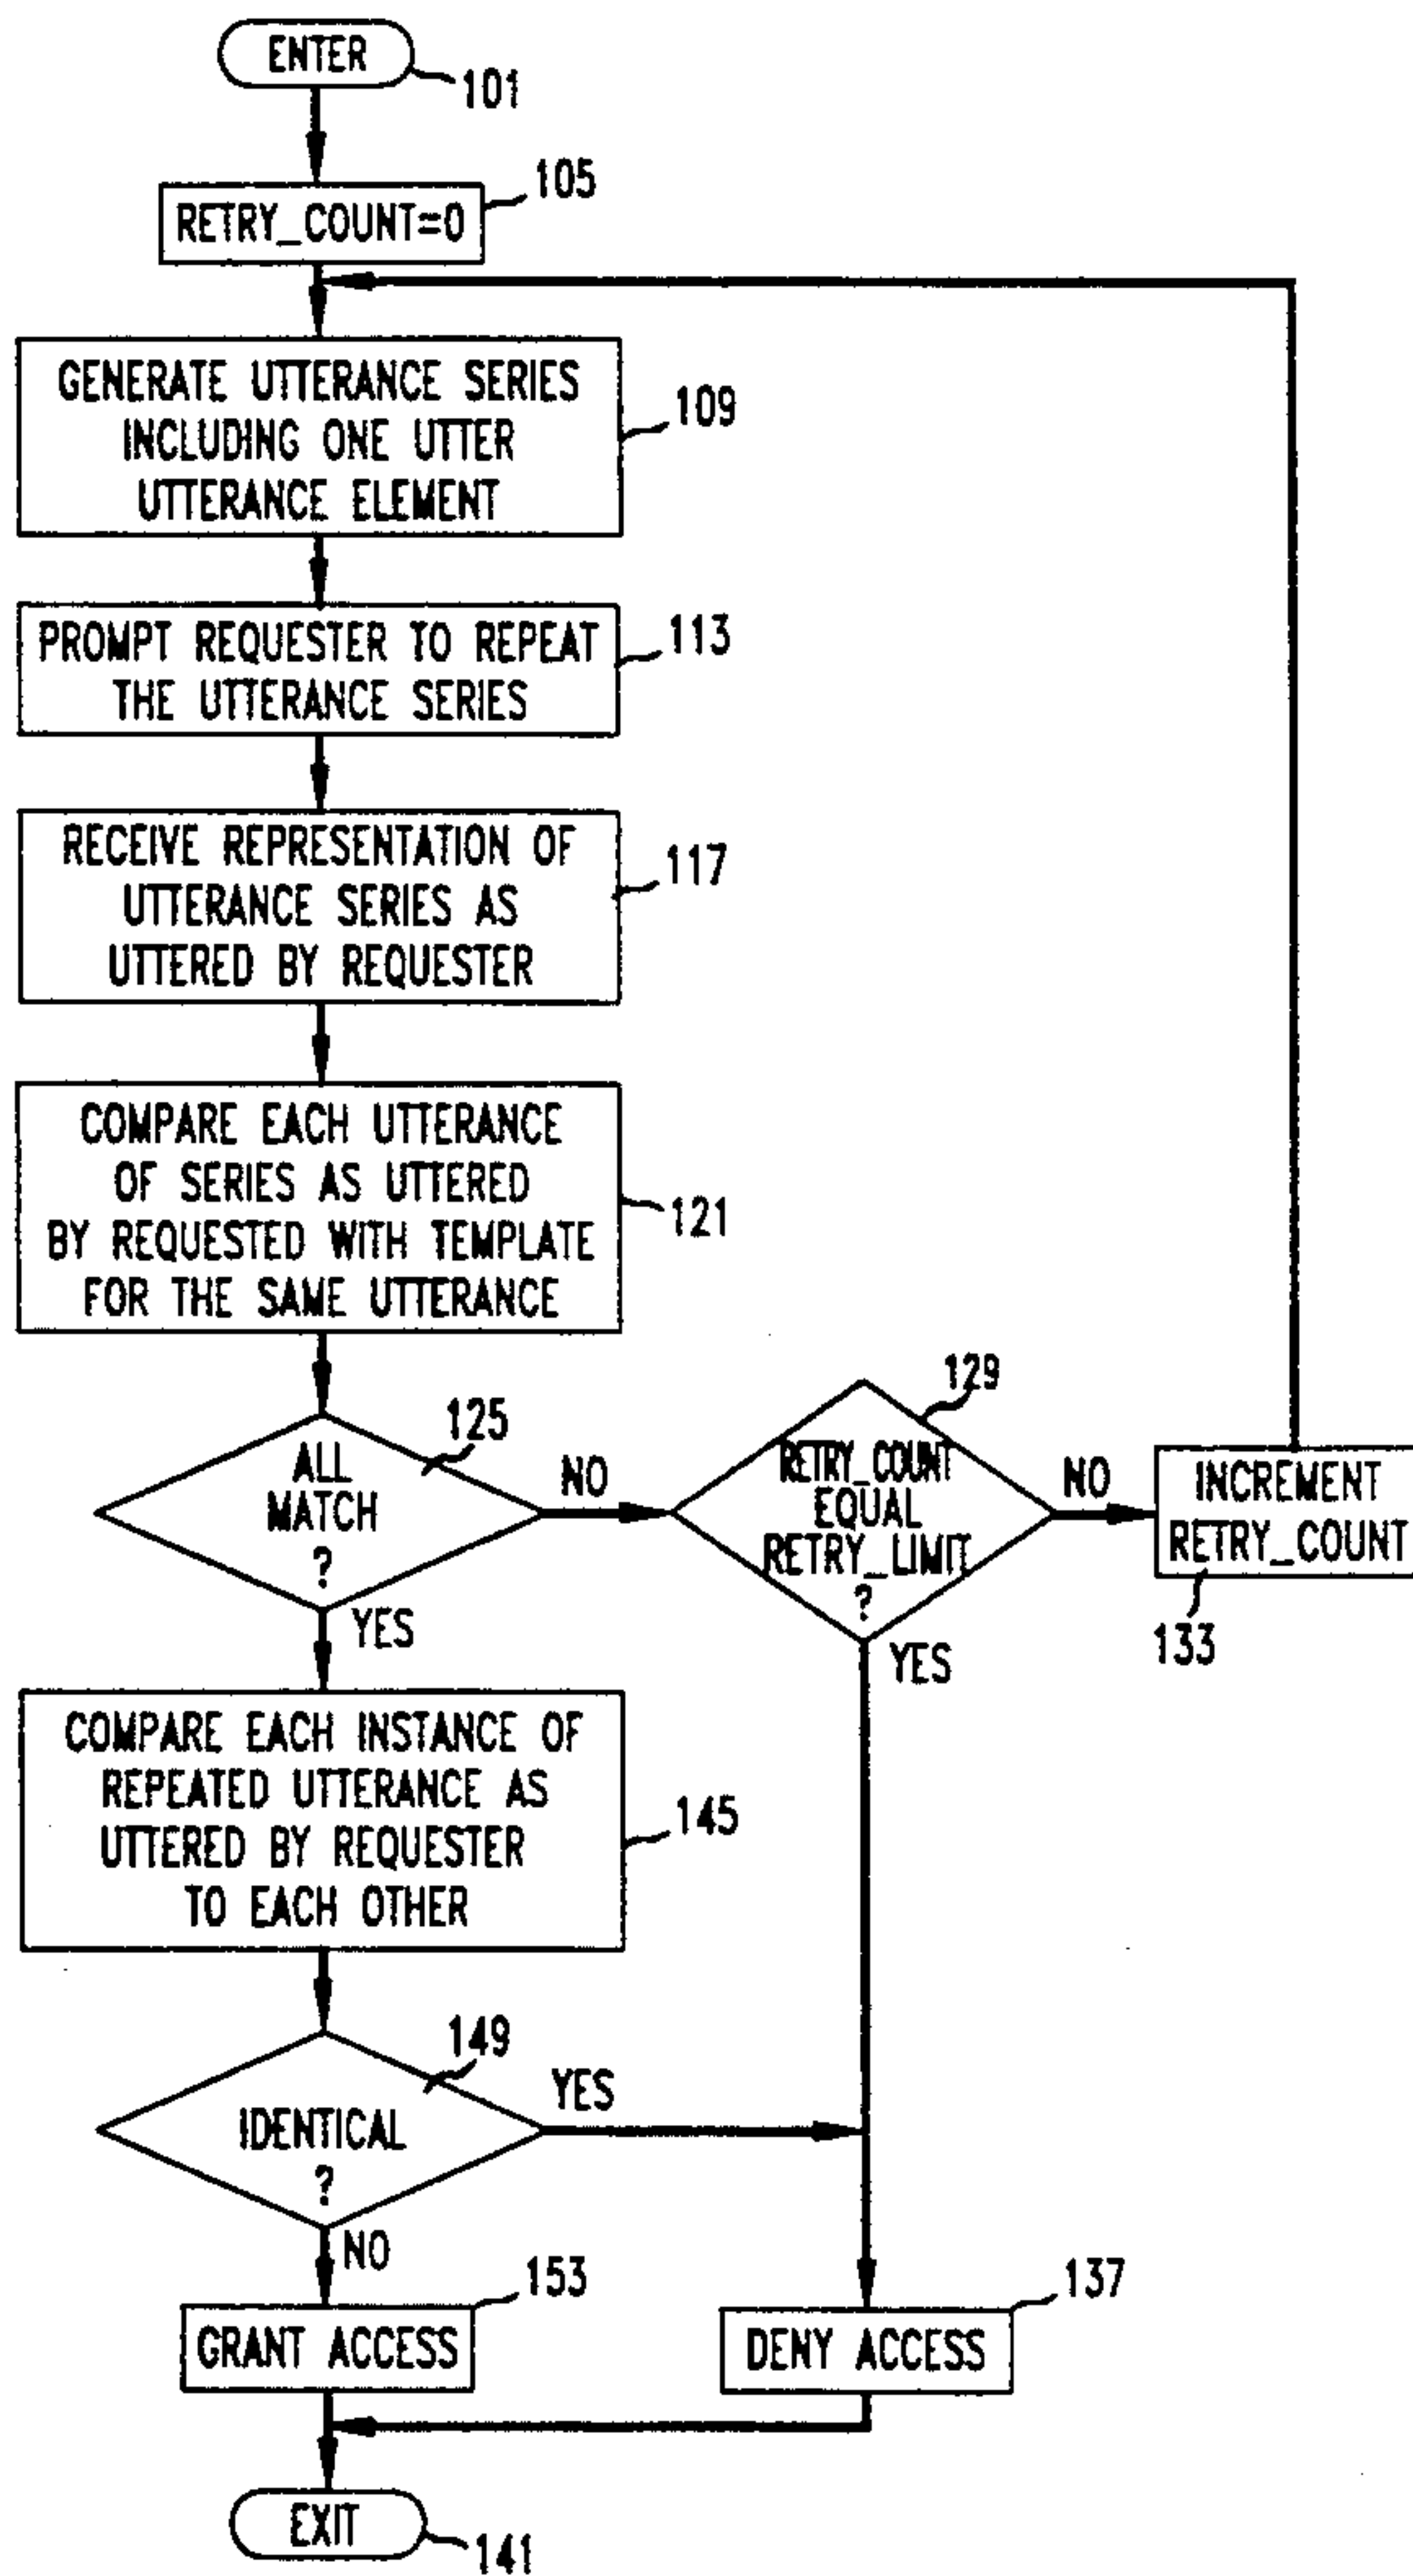 ENTER
101
RETRY_COUNT=0
105
GENERATE UTTERANCE SERIES
INCLUDING ONE UTTER
UTTERANCE ELEMENT
109
PROMPT REQUESTER TO REPEAT
THE UTTERANCE SERIES
113
RECEIVE REPRESENTATION OF
UTTERANCE SERIES AS
UTTERED BY REQUESTER
117
COMPARE EACH UTTERANCE
OF SERIES AS UTTERED
BY REQUESTED WITH TEMPLATE
FOR THE SAME UTTERANCE
121
ALL
MATCH
?
125
NO
YES
RETRY_COUNT
EQUAL
RETRY_LIMIT
?
129
NO
YES
INCREMENT
RETRY_COUNT
133
COMPARE EACH INSTANCE OF
REPEATED UTTERANCE AS
UTTERED BY REQUESTER
TO EACH OTHER
145
IDENTICAL
?
149
YES
NO
GRANT ACCESS
153
DENY ACCESS
137
EXIT
141